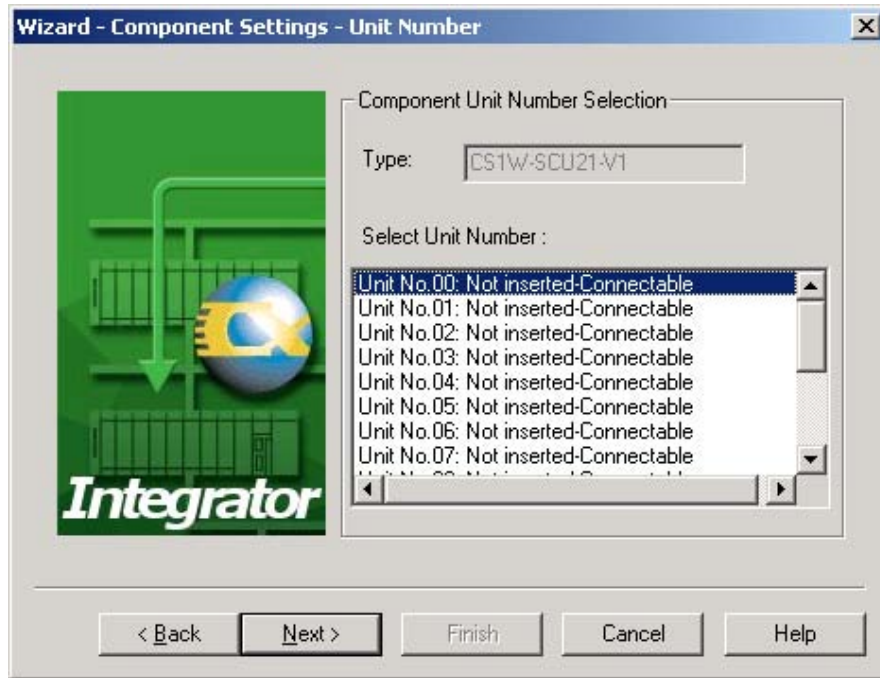 Wizard - Component Settings - Unit Number
Component Unit Number Selection
Type: CS1W-SCU21-V1
Select Unit Number :
Unit No.00: Not inserted-Connectable
Unit No.01: Not inserted-Connectable
Unit No.02: Not inserted-Connectable
Unit No.03: Not inserted-Connectable
Unit No.04: Not inserted-Connectable
Unit No.05: Not inserted-Connectable
Unit No.06: Not inserted-Connectable
Unit No.07: Not inserted-Connectable
CX
Integrator
< Back Next > Finish Cancel Help